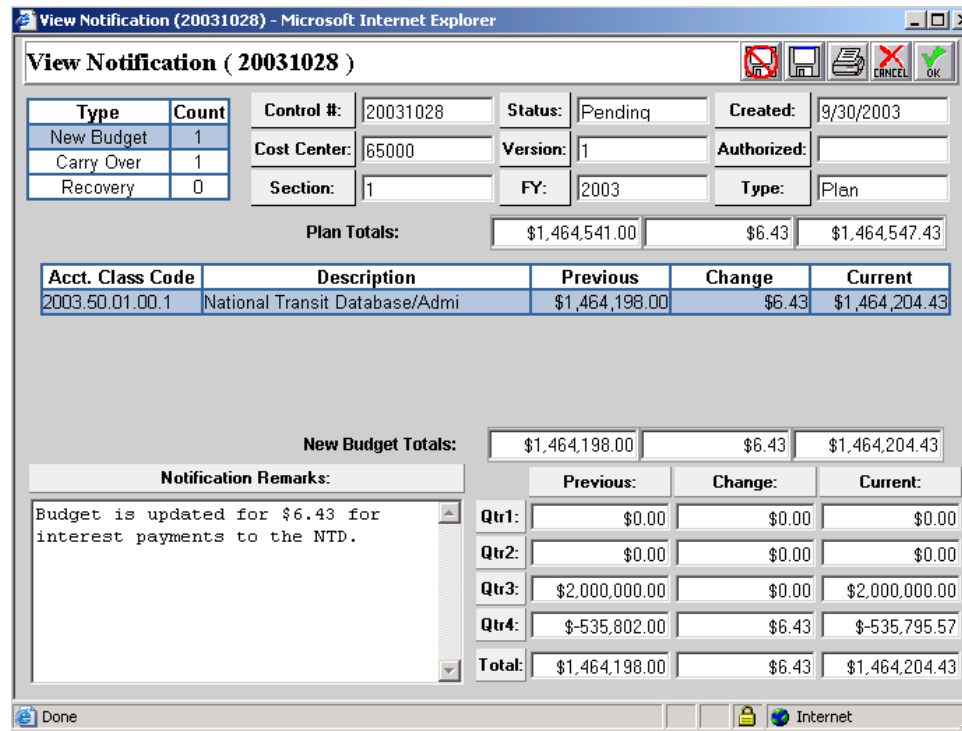 View Notification (20031028) - Microsoft Internet Explorer
View Notification ( 20031028 )
CANCEL OK
Type Count
New Budget 1
Carry Over 1
Recovery 0
Control #: 20031028 Status: Pending Created: 9/30/2003
Cost Center: 65000 Version: 1 Authorized:
Section: 1 FY: 2003 Type: Plan
Plan Totals: $1,464,541.00 $6.43 $1,464,547.43
Acct. Class Code Description Previous Change Current
2003.50.01.00.1 National Transit Database/Admi $1,464,198.00 $6.43 $1,464,204.43
New Budget Totals: $1,464,198.00 $6.43 $1,464,204.43
Notification Remarks:
Budget is updated for $6.43 for
interest payments to the NTD.
Previous: Change: Current:
Qtr1: $0.00 $0.00 $0.00
Qtr2: $0.00 $0.00 $0.00
Qtr3: $2,000,000.00 $0.00 $2,000,000.00
Qtr4: $-535,802.00 $6.43 $-535,795.57
Total: $1,464,198.00 $6.43 $1,464,204.43
Done Internet